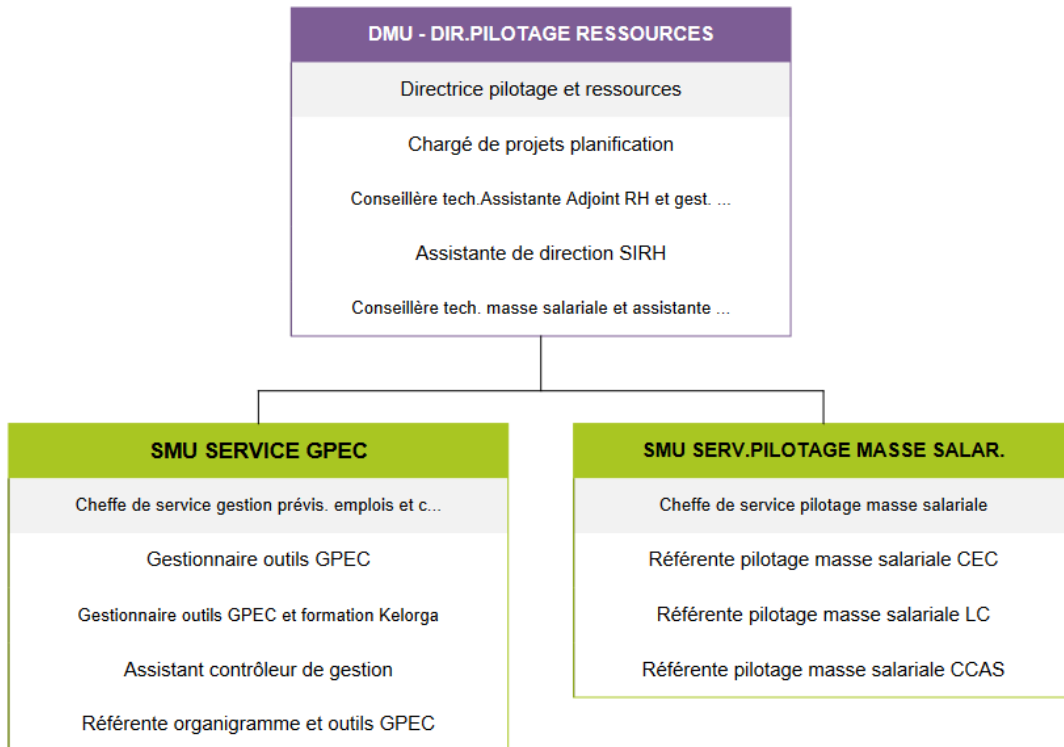 DMU - DIR.PILOTAGE RESSOURCES
Directrice pilotage et ressources
Chargé de projets planification
Conseillère tech.Assistante Adjoint RH et gest. ...
Assistante de direction SIRH
Conseillère tech. masse salariale et assistante ...
SMU SERVICE GPEC
Cheffe de service gestion prévis. emplois et c...
Gestionnaire outils GPEC
Gestionnaire outils GPEC et formation Kelorga
Assistant contrôleur de gestion
Référente organigramme et outils GPEC
SMU SERV.PILOTAGE MASSE SALAR.
Cheffe de service pilotage masse salariale
Référente pilotage masse salariale CEC
Référente pilotage masse salariale LC
Référente pilotage masse salariale CCAS